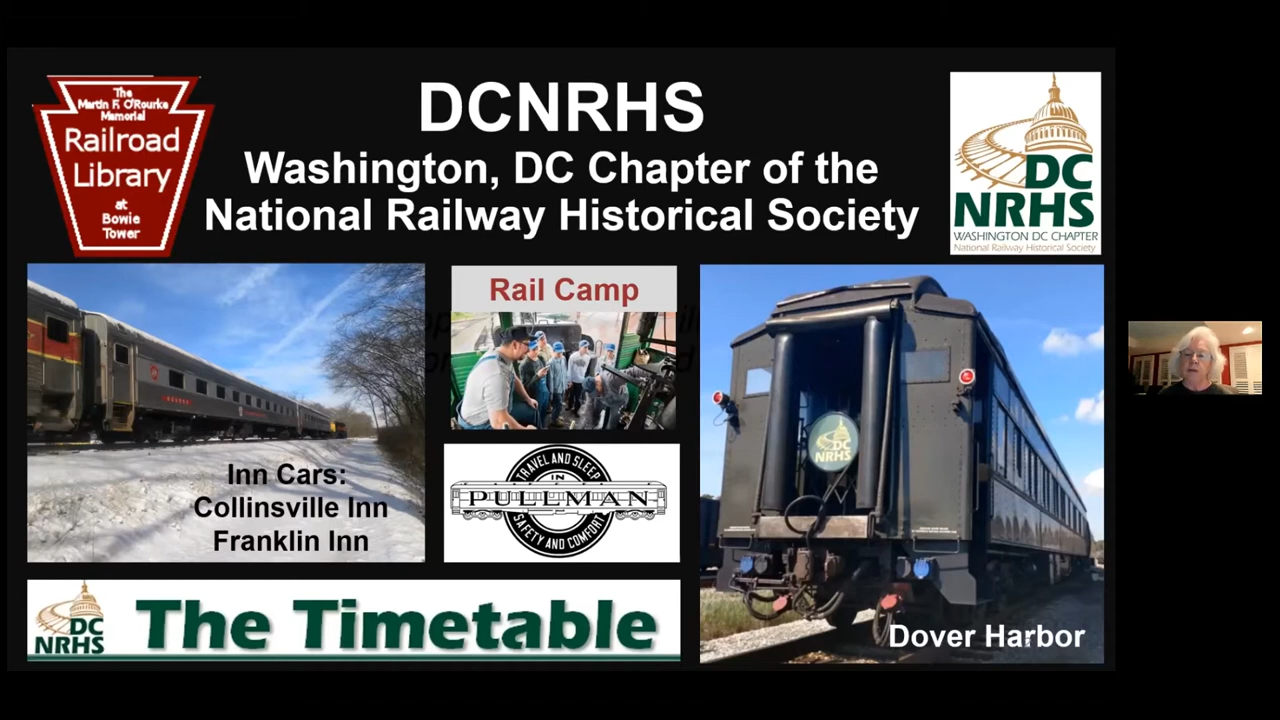 The
Martin F. O'Rourke
Memorial
Railroad
Library
at
Bowie
Tower
DCNRHS
Washington, DC Chapter of the
National Railway Historical Society
DC
NRHS
WASHINGTON DC CHAPTER
National Railway Historical Society
Inn Cars:
Collinsville Inn
Franklin Inn
Rail Camp
TRAVEL AND SLEEP
IN
PULLMAN
SAFETY AND COMFORT
DC
NRHS
Dover Harbor
DC
NRHS
The Timetable